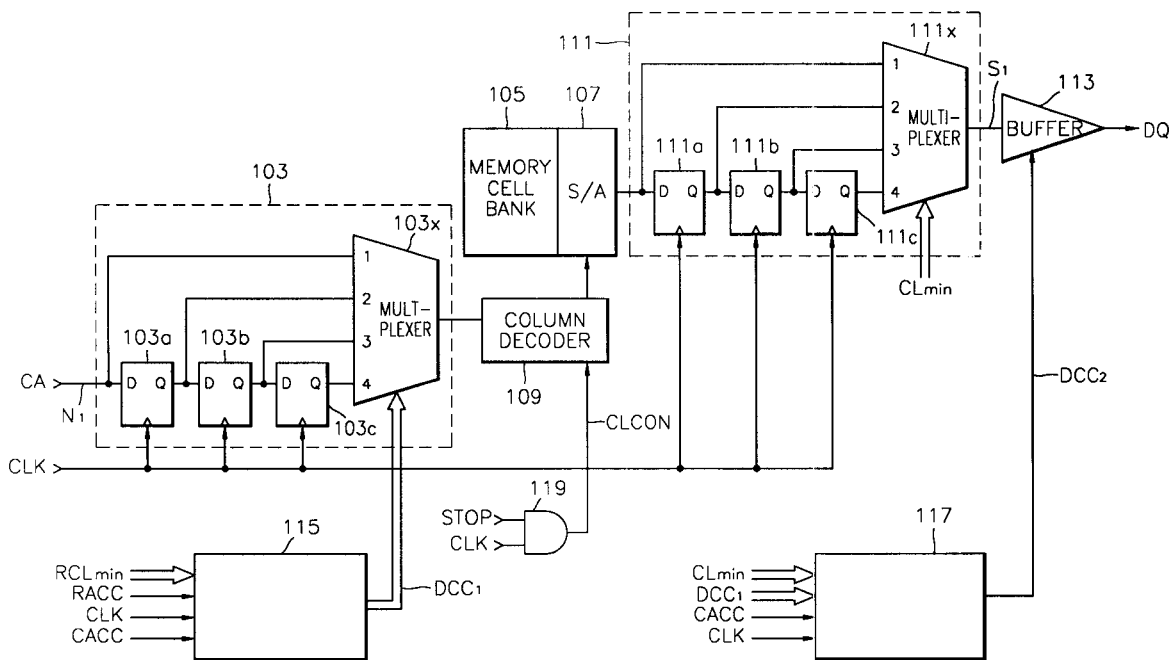 111
111x
1
2
3
4
MULTI-
PLEXER
S1
113
BUFFER
DQ
105
107
MEMORY
CELL
BANK
S/A
111a
111b
D Q
D Q
D Q
111c
CLmin
103
103x
1
2
3
4
MULT-
PLEXER
COLUMN
DECODER
109
103a
103b
CA
N1
D Q
D Q
D Q
103c
CLCON
DCC2
CLK
119
STOP
CLK
115
RCLmin
RACC
CLK
CACC
DCC1
117
CLmin
DCC1
CACC
CLK